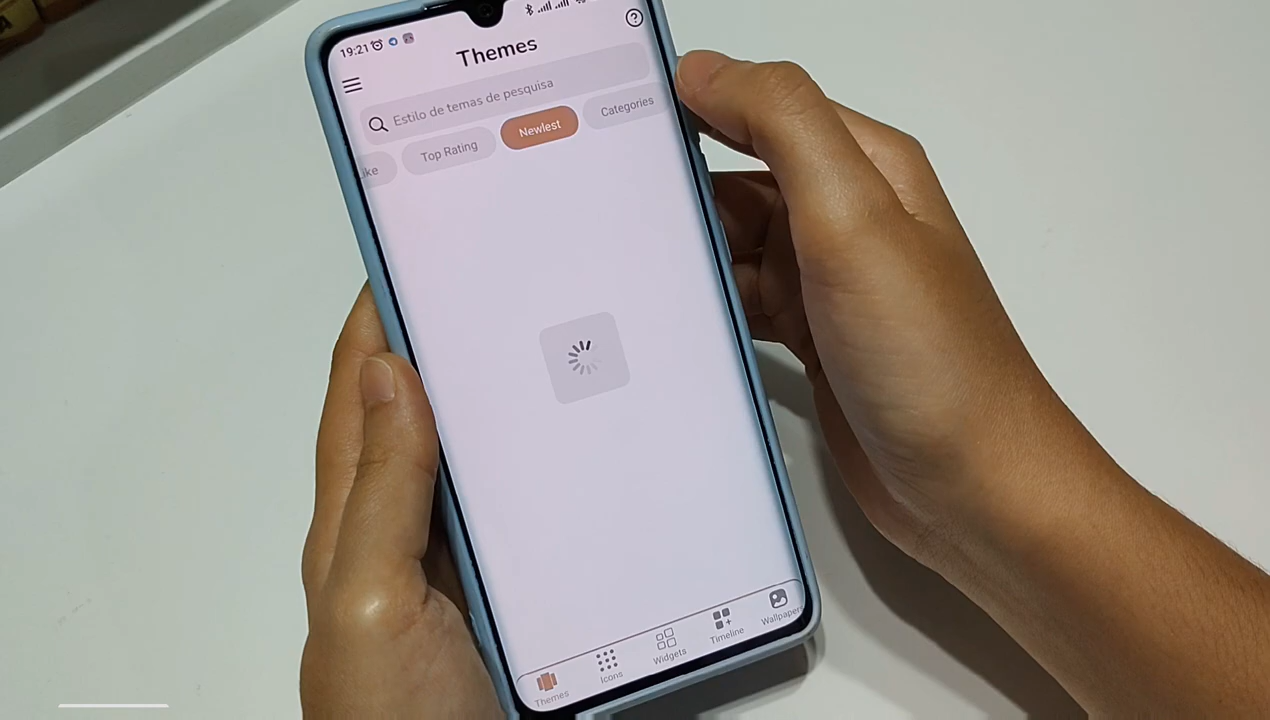 19:21
Themes
Estilo de temas de pesquisa
Top Rating
Newlest
Categories
Themes
Icons
Widgets
Timeline
Wallpapers